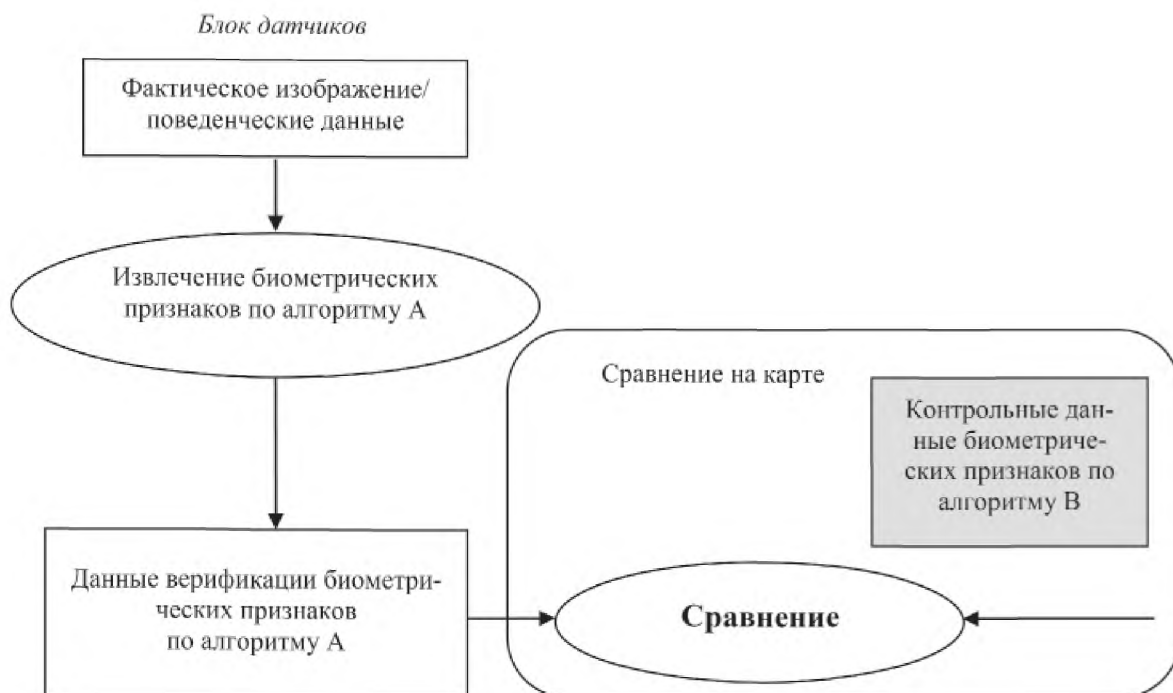 Блок датчиков
Фактическое изображение/
поведенческие данные
Извлечение биометрических
признаков по алгоритму А
Сравнение на карте
Контрольные дан-
ные биометриче-
ских признаков по
алгоритму В
Данные верификации биометри-
ческих признаков
по алгоритму А
Сравнение